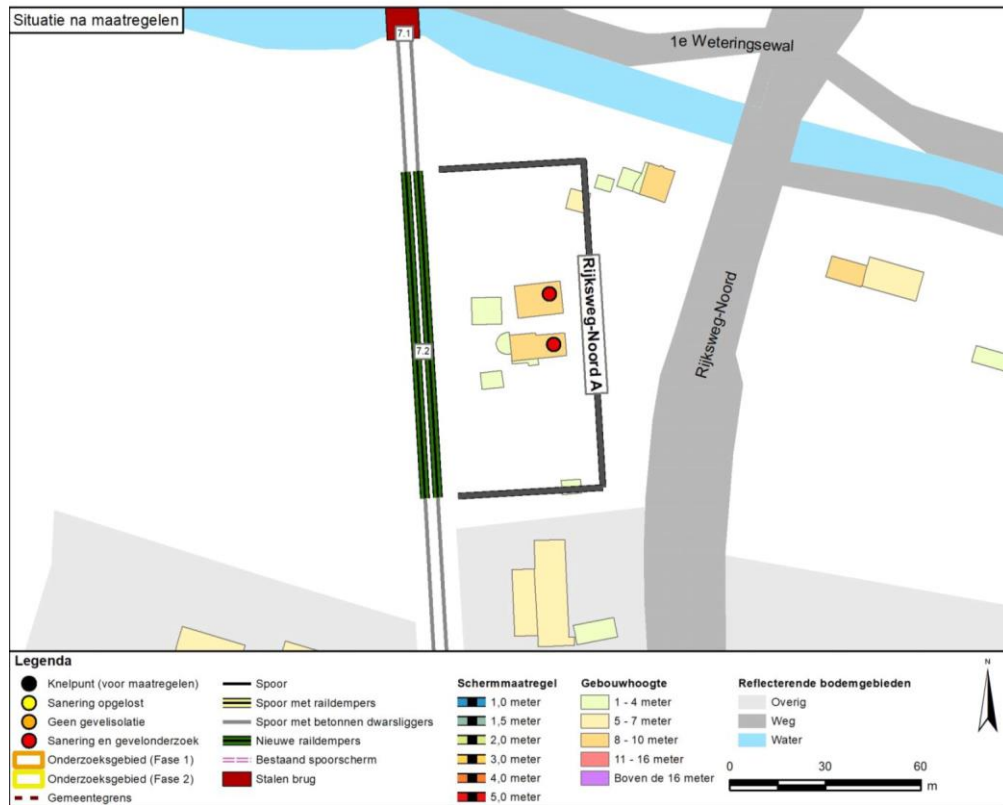 Situatie na maatregelen
7.1
1e Weteringsewal
Rijksweg-Noord A
Rijksweg-Noord
7.2
Legenda
Knelpunt (voor maatregelen)
Sanering opgelost
Geen gevelisolatie
Sanering en gevelonderzoek
Onderzoeksgebied (Fase 1)
Onderzoeksgebied (Fase 2)
Gemeentegrens
Spoor
Spoor met raildempers
Spoor met betonnen dwarsliggers
Nieuwe raildempers
Bestaand spoorscherm
Stalen brug
Schermmaatregel
1,0 meter
1,5 meter
2,0 meter
3,0 meter
4,0 meter
5,0 meter
Gebouwhoogte
1 - 4 meter
5 - 7 meter
8 - 10 meter
11 - 16 meter
Boven de 16 meter
Reflecterende bodemgebieden
Overig
Weg
Water
N
0 30 60
m